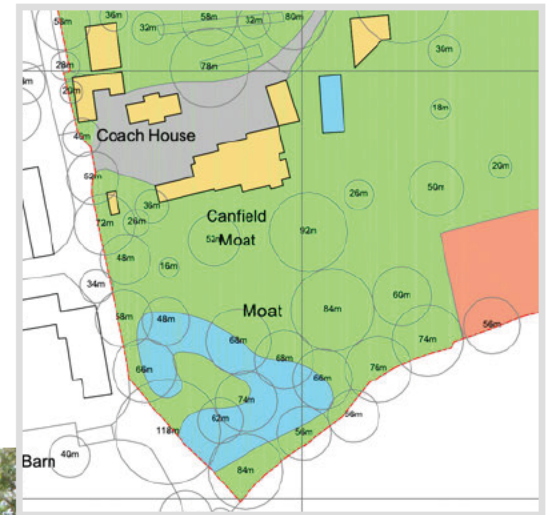 58m 36m 32m 58m 32m 80m
28m 78m 39m
20m 18m
Coach House
40m
62m 20m
72m 26m 36m 26m 50m
Canfield
52m Moat 92m
48m 16m
34m
60m
58m 48m Moat 84m
68m 74m 56m
68m
66m 66m 76m
74m
118m 62m 56m 56m
Barn 40m
84m